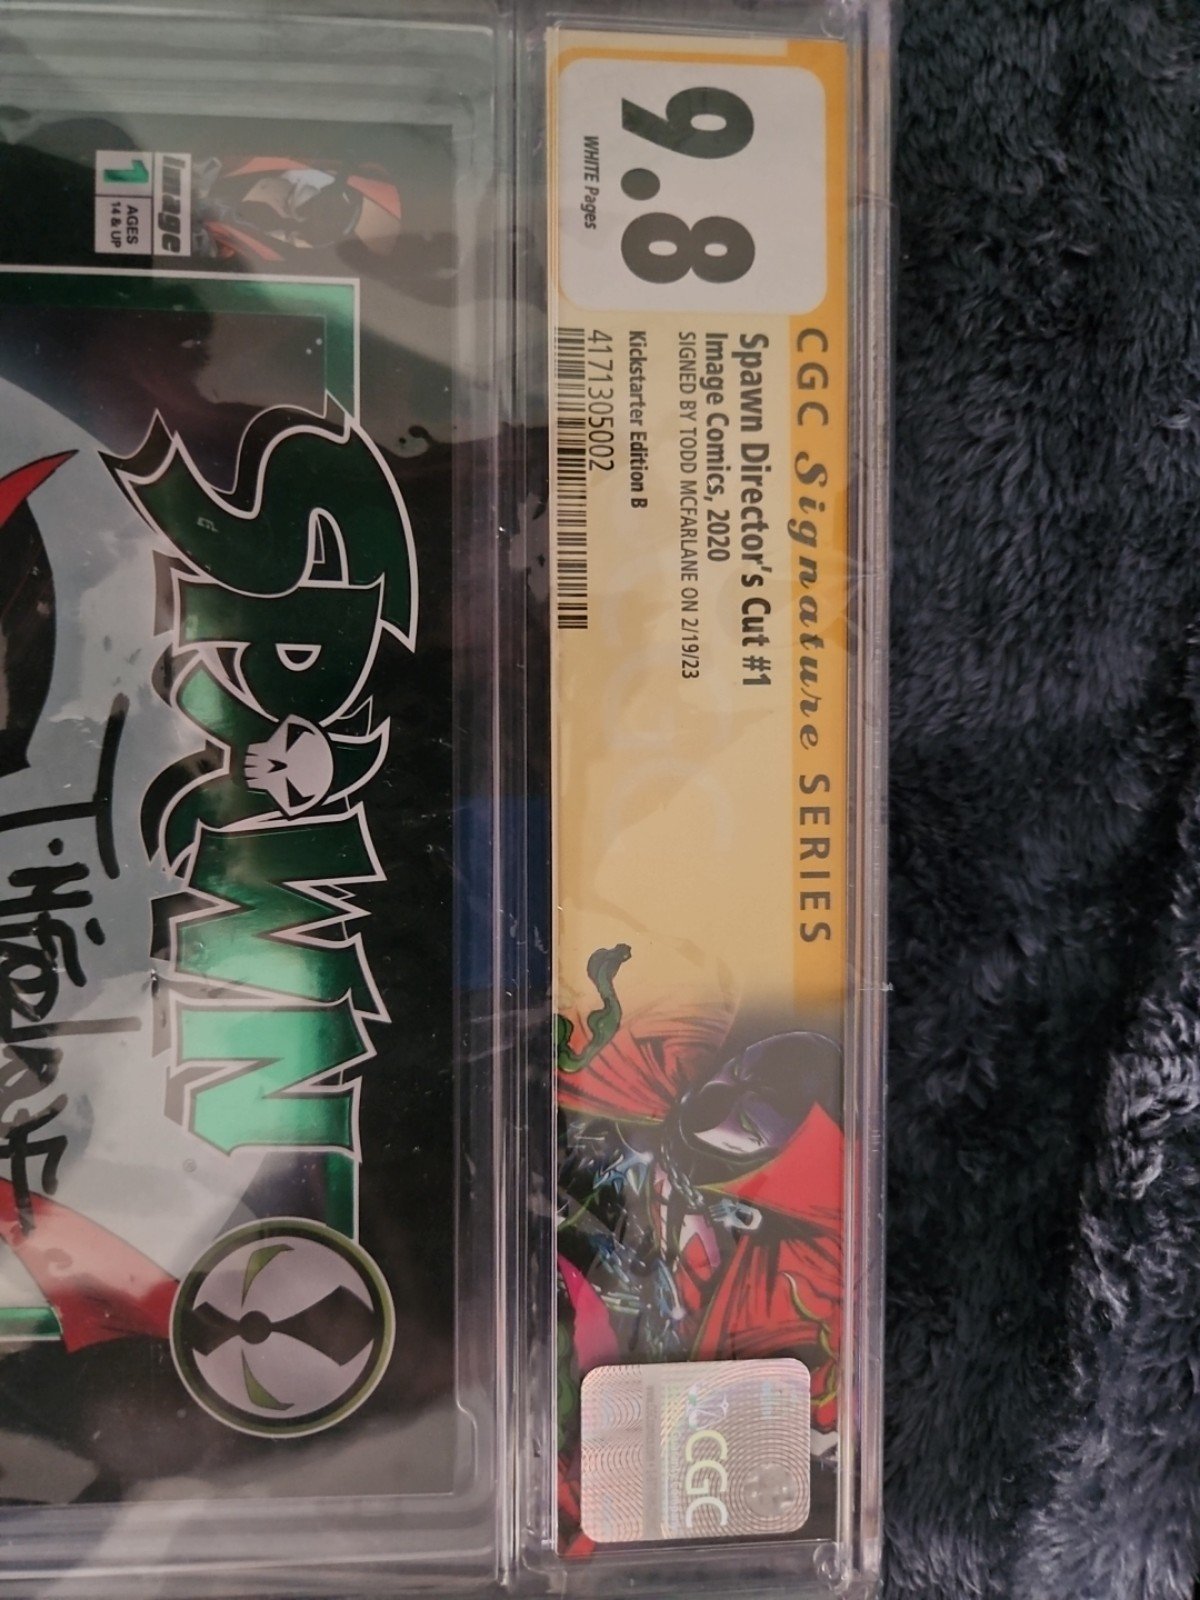 CGC Signature SERIES
9.8
WHITE Pages
Spawn Director's Cut #1
Image Comics, 2020
SIGNED BY TODD MCFARLANE ON 2/19/23
Kickstarter Edition B
4171305002
CGC
image
1
AGES
14 & UP
SPAWN